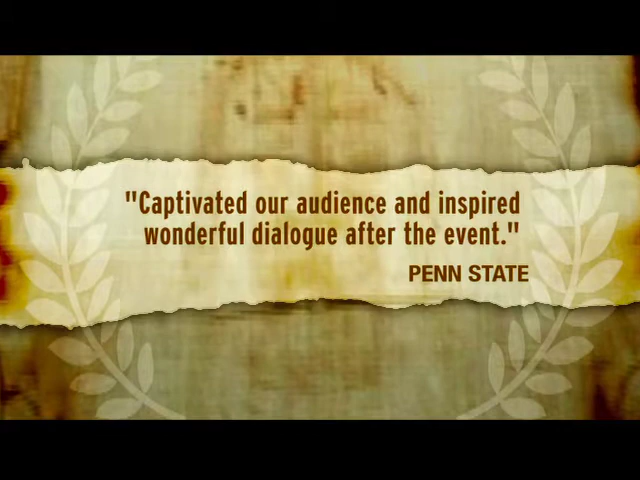 "Captivated our audience and inspired
wonderful dialogue after the event."
PENN STATE